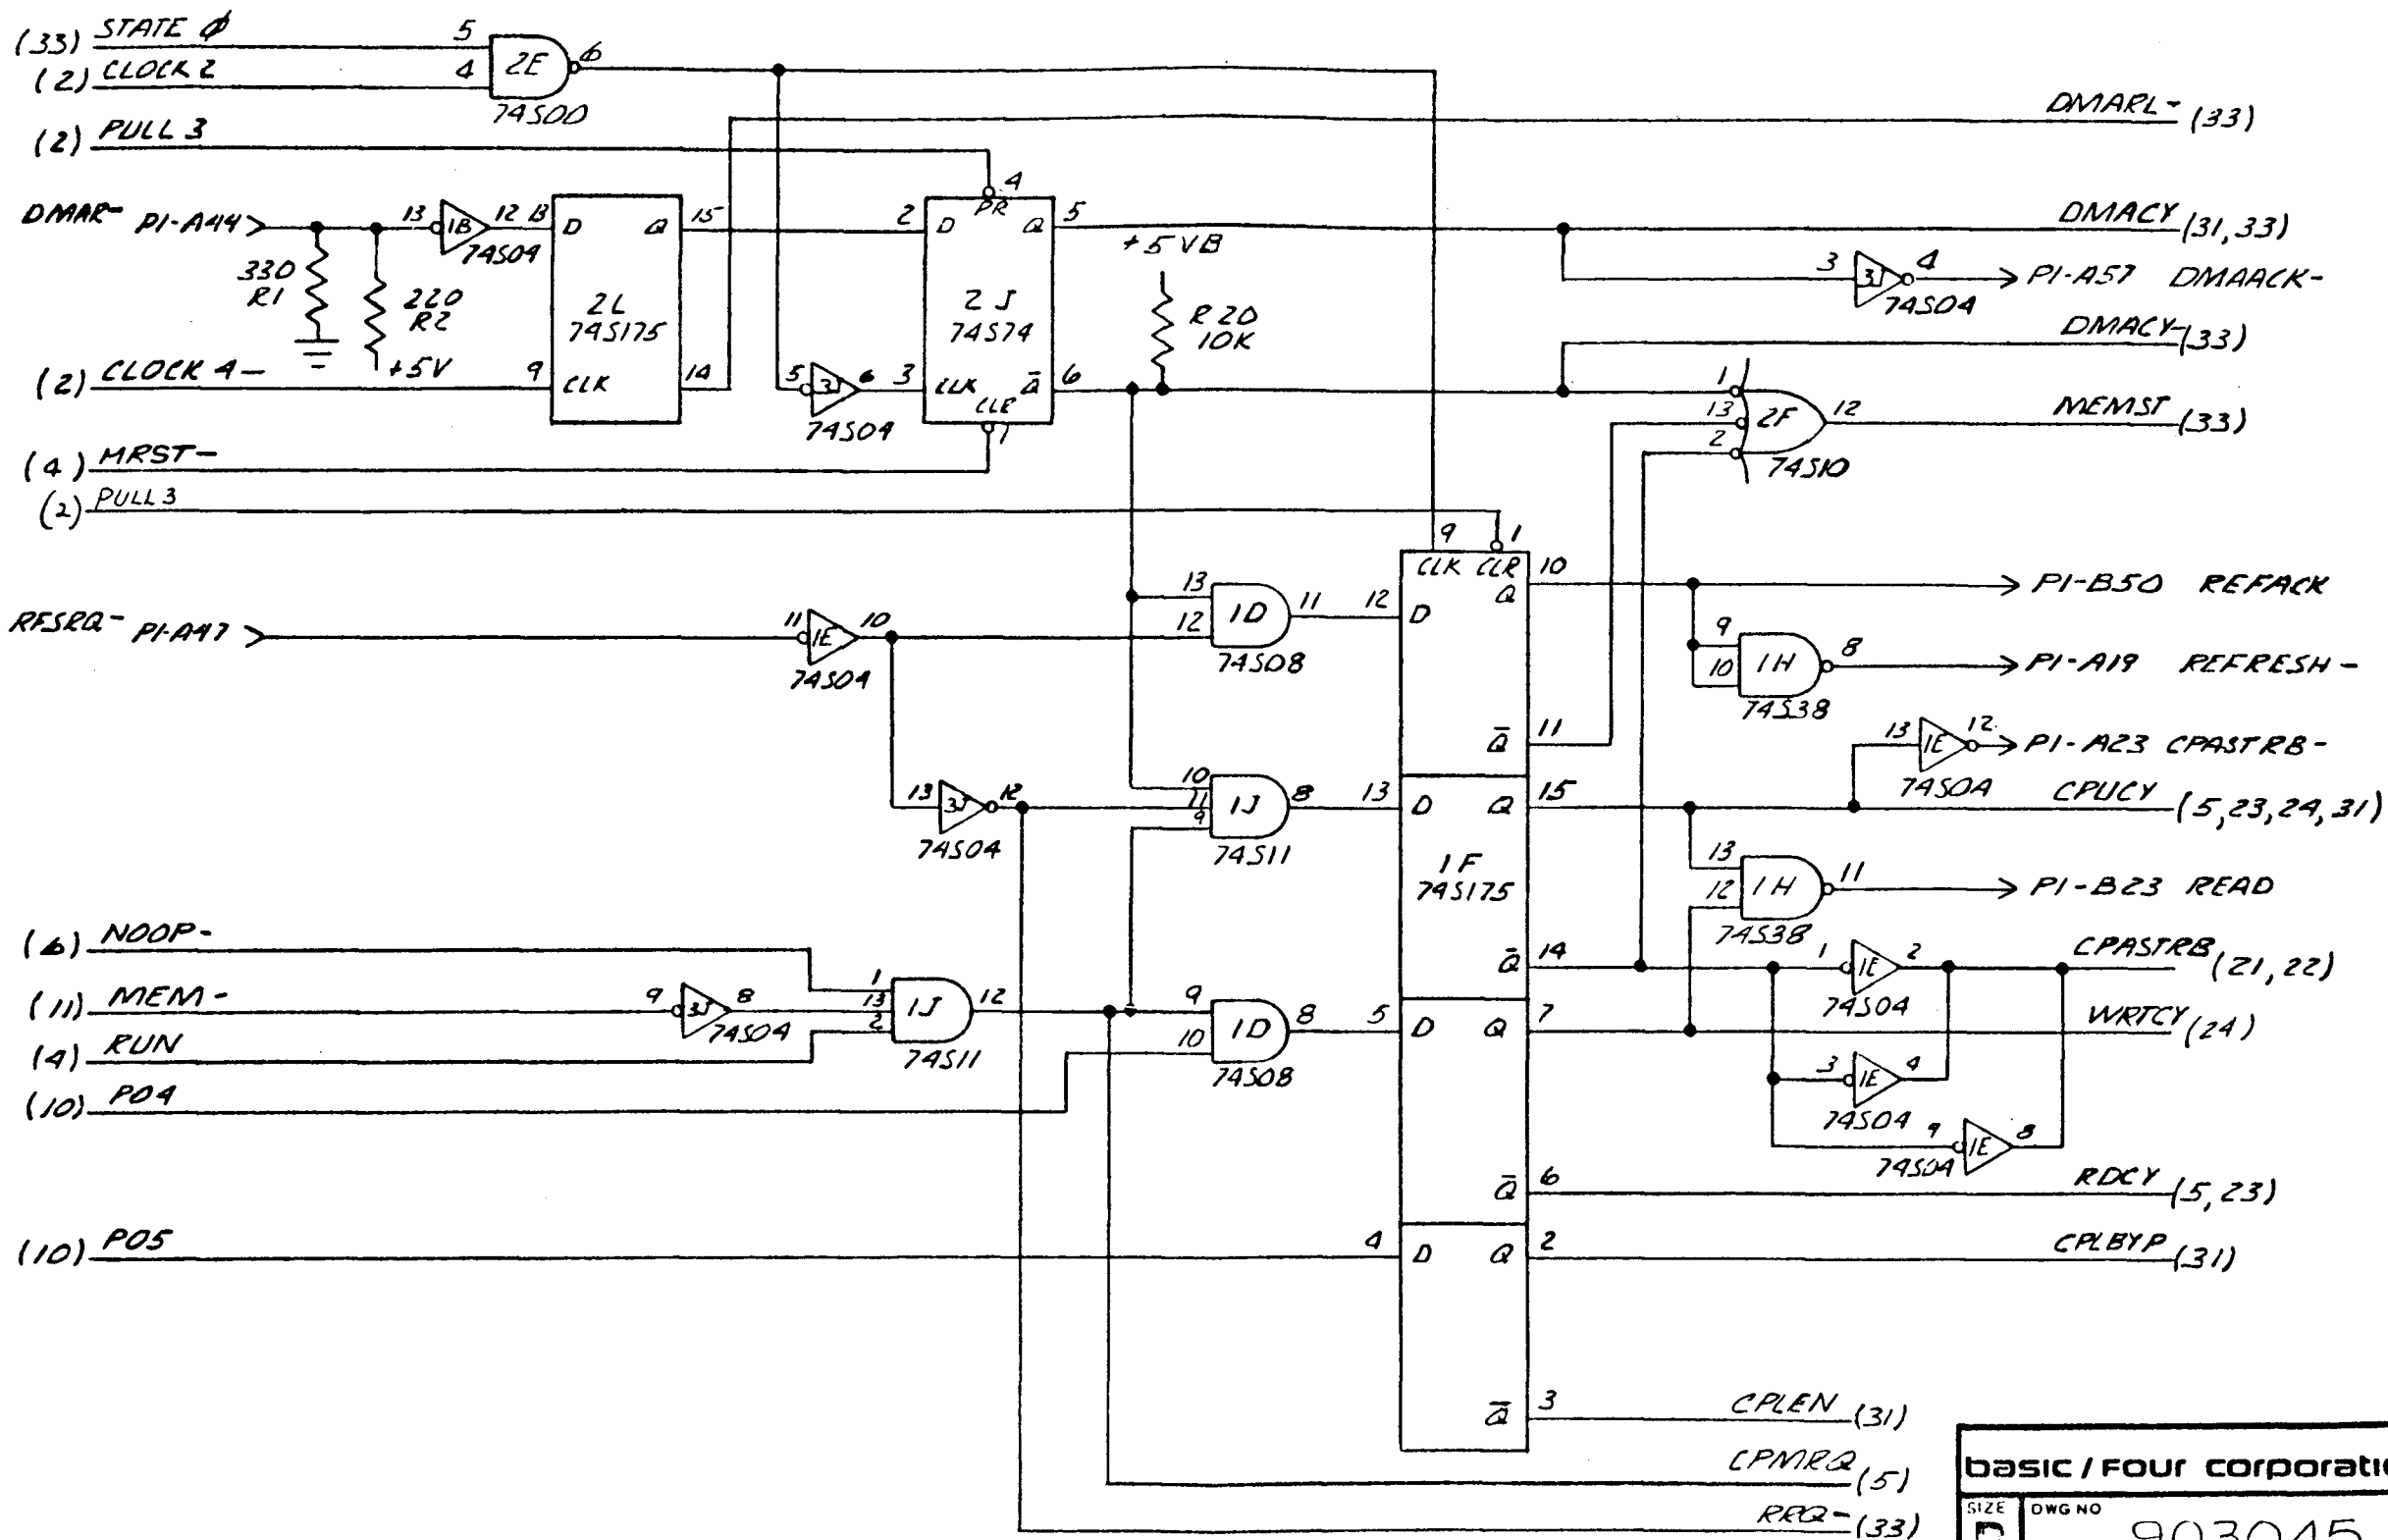 (33) STATE Ø 5
(2) CLOCK 2 4
2E 6
74S00
(2) PULL 3
DMARL- (33)
DMAR- P1-A44
13 1B 12 13
74S04
330
R1
220
R2
+5V
D Q 15
2L
74S175
(2) CLOCK 4- 9 CLK 14
4
PR
2 D Q 5
2J
74S74
5 3J 6 3 CLK Q̅ 6
74S04
CLR
1
+5VB
R20
10K
DMACY (31,33)
3 3J 4 P1-A57 DMAACK-
74S04
DMACY- (33)
1
13 2F 12 MEMST (33)
2
74S10
(4) MRST-
(2) PULL 3
RFSRQ- P1-A47
11 1E 10
74S04
13
12 1D 11 12
74S08
9 1
CLK CLR
D Q 10
P1-B50 REFACK
9
10 1H 8 P1-A19 REFRESH-
74S38
Q̅ 11
13 1E 12 P1-A23 CPASTRB-
74S04
13 3J 12
74S04
10
11
9
1J 8 13 D Q 15
74S11
CPUCY (5,23,24,31)
1F
74S175
13
12 1H 11 P1-B23 READ
74S38
(6) NOOP-
(11) MEM- 9 3J 8
74S04
(4) RUN
1
13
2
1J 12
74S11
(10) PO4
9
10 1D 8 5 D Q 7
74S08
Q̅ 14
1 1E 2
74S04
CPASTRB (21,22)
WRTCY (24)
3 1E 4
74S04
9 1E 8
74S04
Q̅ 6
RDCY (5,23)
(10) PO5
4 D Q 2
CPLBYP (31)
Q̅ 3
CPLEN (31)
CPMRQ (5)
RRQ- (33)
basic/Four corporati
SIZE DWG NO
D 903045